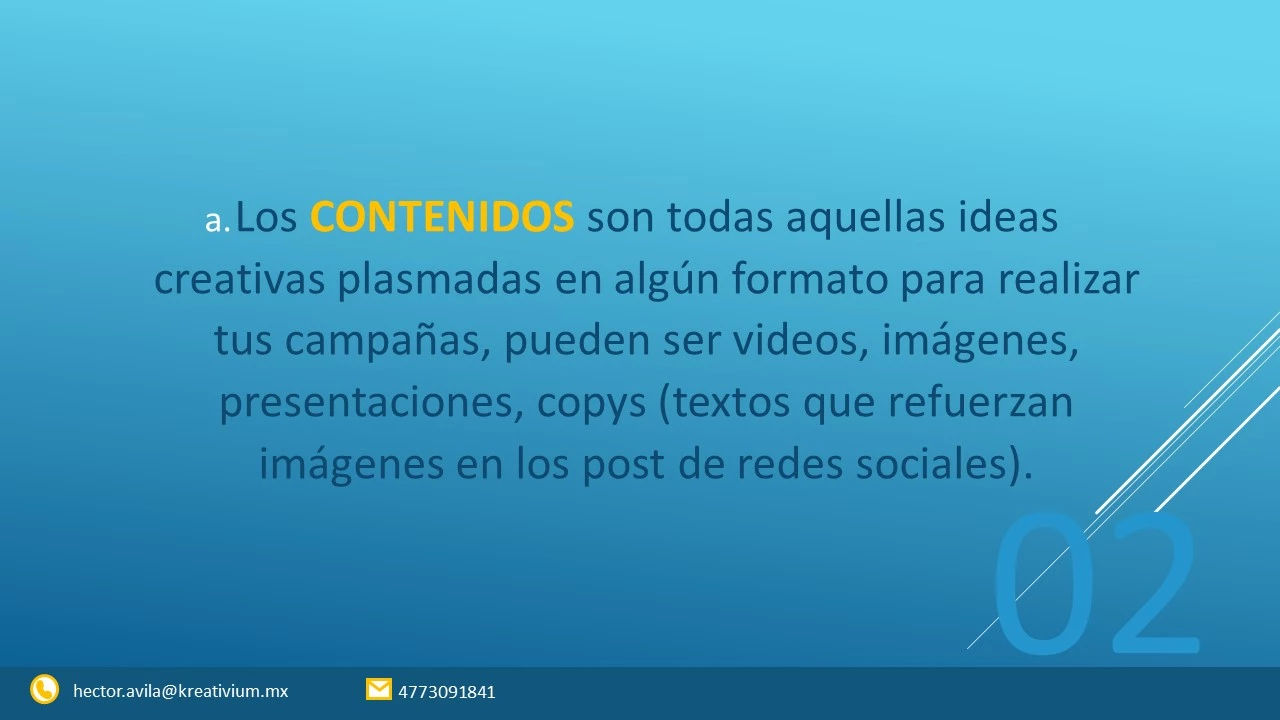 a. Los CONTENIDOS son todas aquellas ideas
creativas plasmadas en algún formato para realizar
tus campañas, pueden ser videos, imágenes,
presentaciones, copys (textos que refuerzan
imágenes en los post de redes sociales).
02
hector.avila@kreativium.mx 4773091841